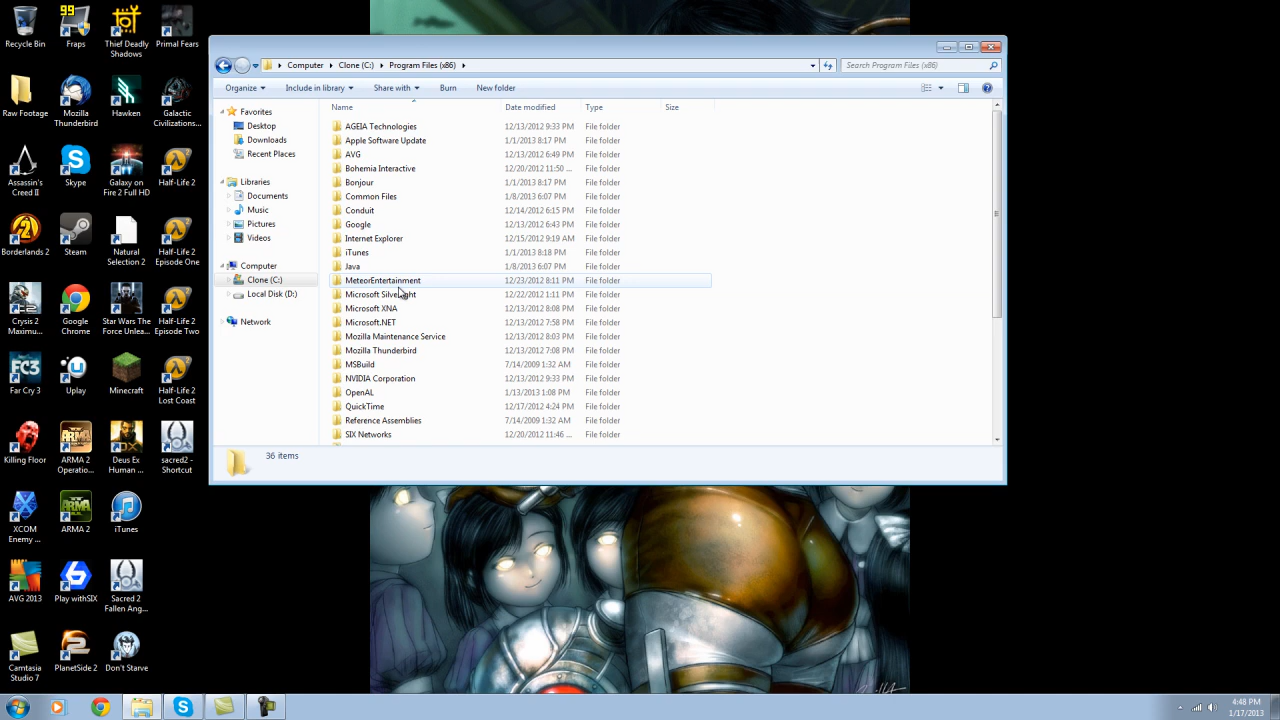 Recycle Bin
99
Fraps
Thief Deadly
Shadows
Primal Fears
Raw Footage
Mozilla
Thunderbird
Hawken
Galactic
Civilizations...
Assassin's
Creed II
Skype
Galaxy on
Fire 2 Full HD
Half-Life 2
Borderlands 2
Steam
Natural
Selection 2
Half-Life 2
Episode One
Crysis 2
Maximu...
Google
Chrome
Star Wars The
Force Unlea...
Half-Life 2
Episode Two
Far Cry 3
Uplay
Minecraft
Half-Life 2
Lost Coast
Killing Floor
ARMA 2
Operatio...
Deus Ex
Human ...
sacred2 -
Shortcut
XCOM
Enemy ...
ARMA 2
iTunes
AVG 2013
Play withSIX
Sacred 2
Fallen Ang...
Camtasia
Studio 7
PlanetSide 2
Don't Starve
Computer Clone (C:) Program Files (x86)
Search Program Files (x86)
Organize Include in library Share with Burn New folder
Favorites
Desktop
Downloads
Recent Places
Libraries
Documents
Music
Pictures
Videos
Computer
Clone (C:)
Local Disk (D:)
Network
Name Date modified Type Size
AGEIA Technologies 12/13/2012 9:33 PM File folder
Apple Software Update 1/1/2013 8:17 PM File folder
AVG 12/13/2012 6:49 PM File folder
Bohemia Interactive 12/20/2012 11:50 ... File folder
Bonjour 1/1/2013 8:17 PM File folder
Common Files 1/8/2013 6:07 PM File folder
Conduit 12/14/2012 6:15 PM File folder
Google 12/13/2012 6:43 PM File folder
Internet Explorer 12/15/2012 9:19 AM File folder
iTunes 1/1/2013 8:18 PM File folder
Java 1/8/2013 6:07 PM File folder
MeteorEntertainment 12/23/2012 8:11 PM File folder
Microsoft Silverlight 12/22/2012 1:11 PM File folder
Microsoft XNA 12/13/2012 8:08 PM File folder
Microsoft.NET 12/13/2012 7:58 PM File folder
Mozilla Maintenance Service 12/13/2012 8:03 PM File folder
Mozilla Thunderbird 12/13/2012 7:08 PM File folder
MSBuild 7/14/2009 1:32 AM File folder
NVIDIA Corporation 12/13/2012 9:33 PM File folder
OpenAL 1/13/2013 1:08 PM File folder
QuickTime 12/17/2012 4:24 PM File folder
Reference Assemblies 7/14/2009 1:32 AM File folder
SIX Networks 12/20/2012 11:46 ... File folder
36 items
4:48 PM
1/17/2013